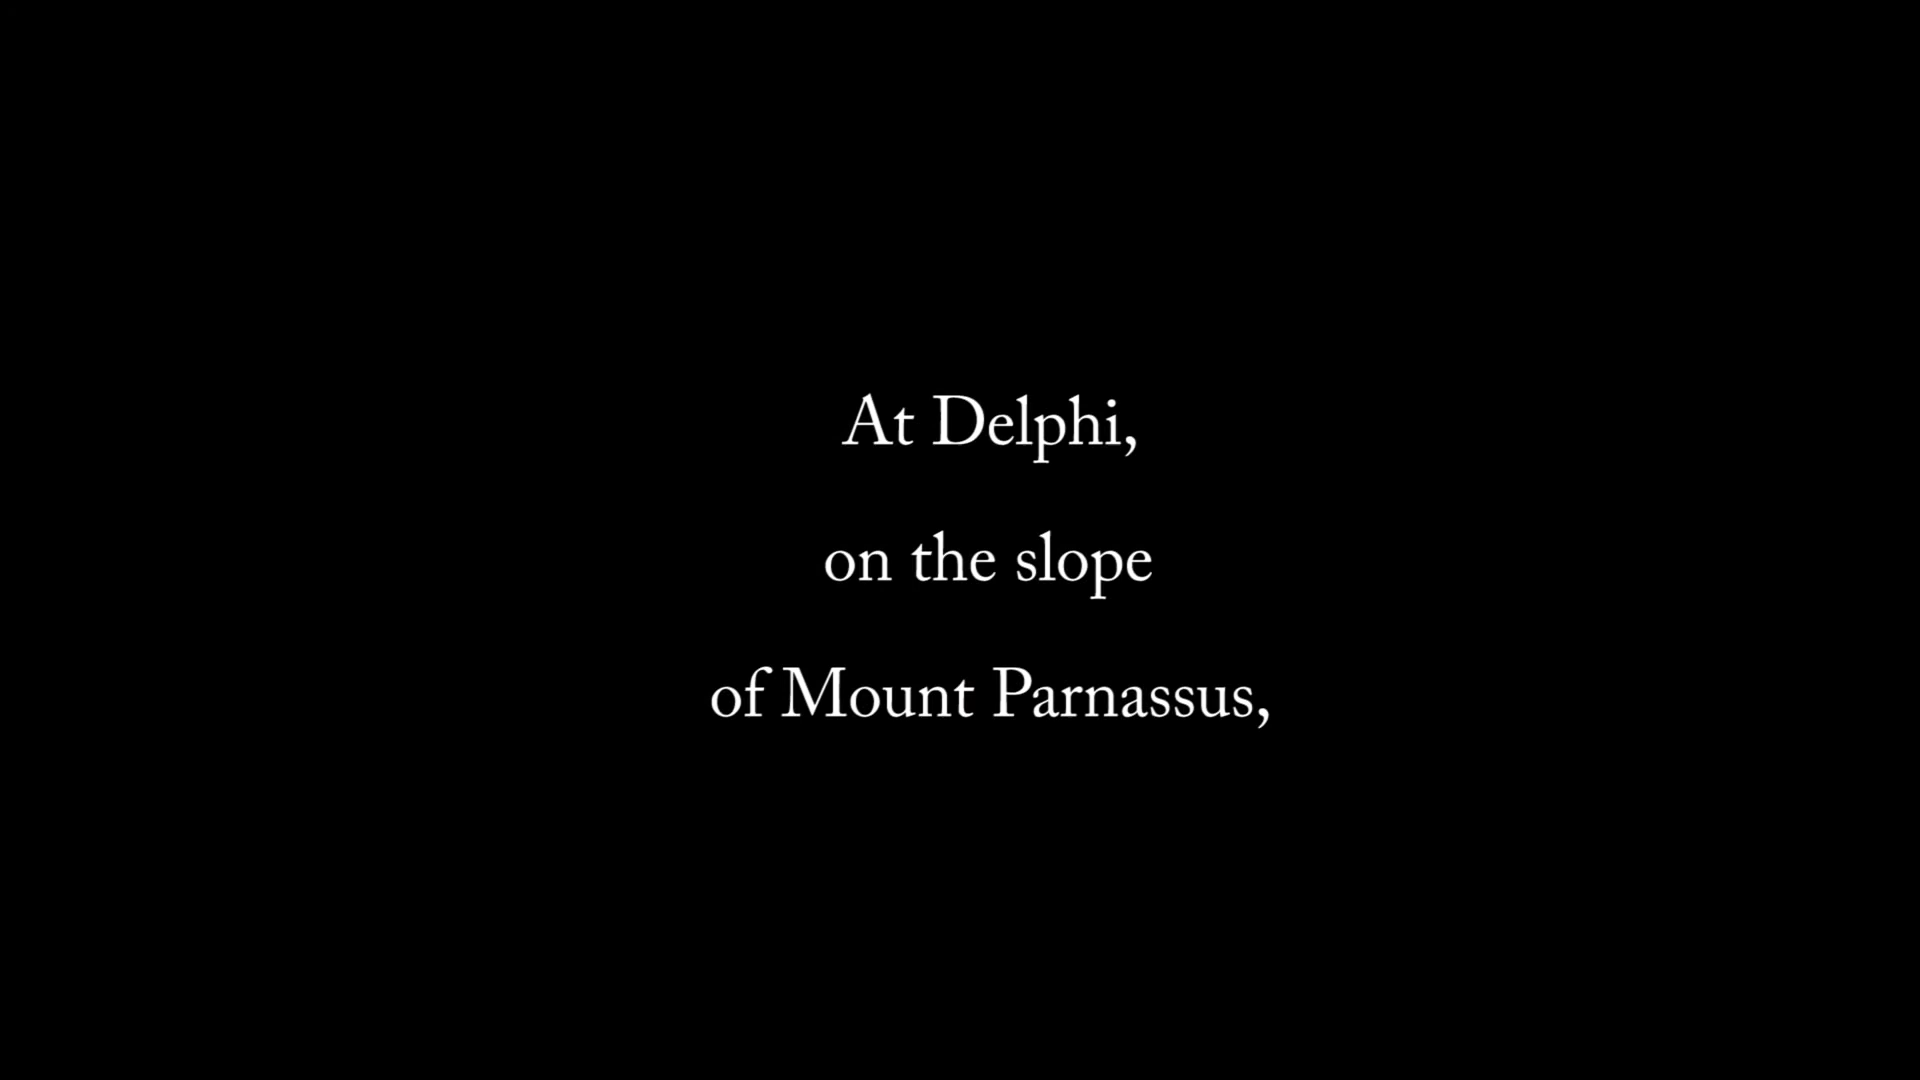 At Delphi,
on the slope
of Mount Parnassus,